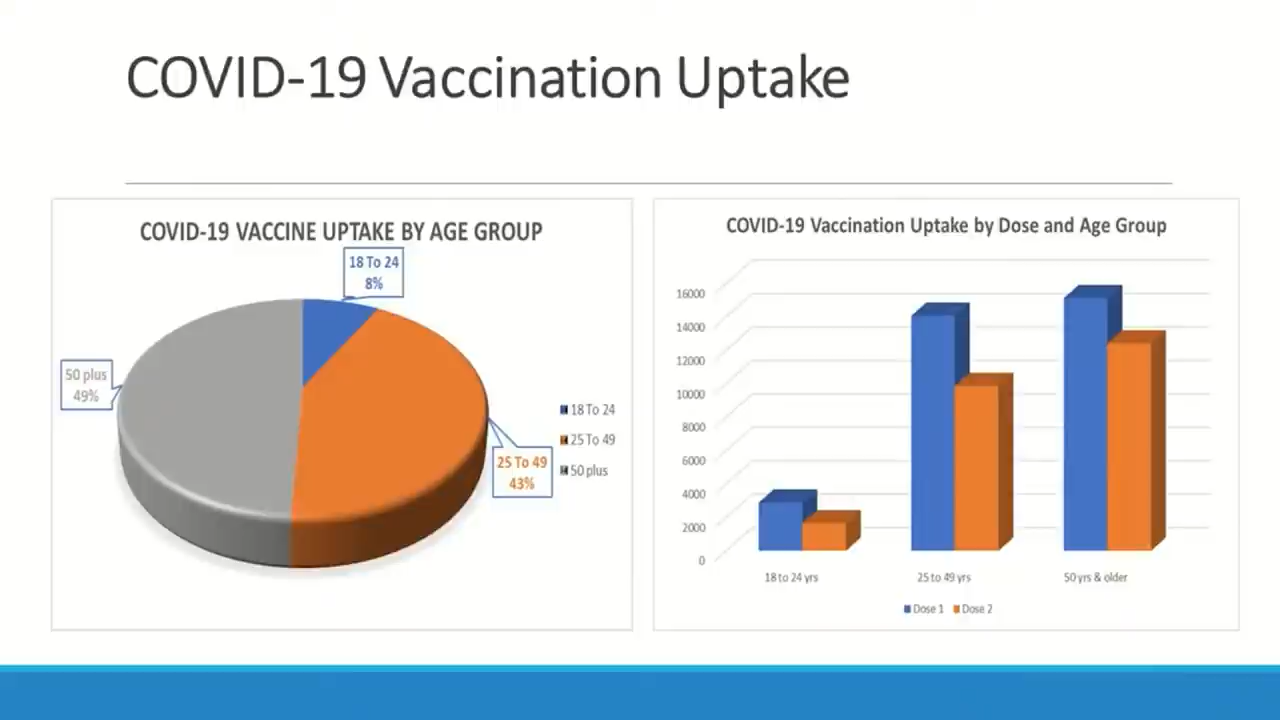 COVID-19 Vaccination Uptake
COVID-19 VACCINE UPTAKE BY AGE GROUP
18 To 24
8%
50 plus
49%
25 To 49
43%
18 To 24
25 To 49
50 plus
COVID-19 Vaccination Uptake by Dose and Age Group
16000
14000
12000
10000
8000
6000
4000
2000
0
18 to 24 yrs
25 to 49 yrs
50 yrs & older
Dose 1
Dose 2